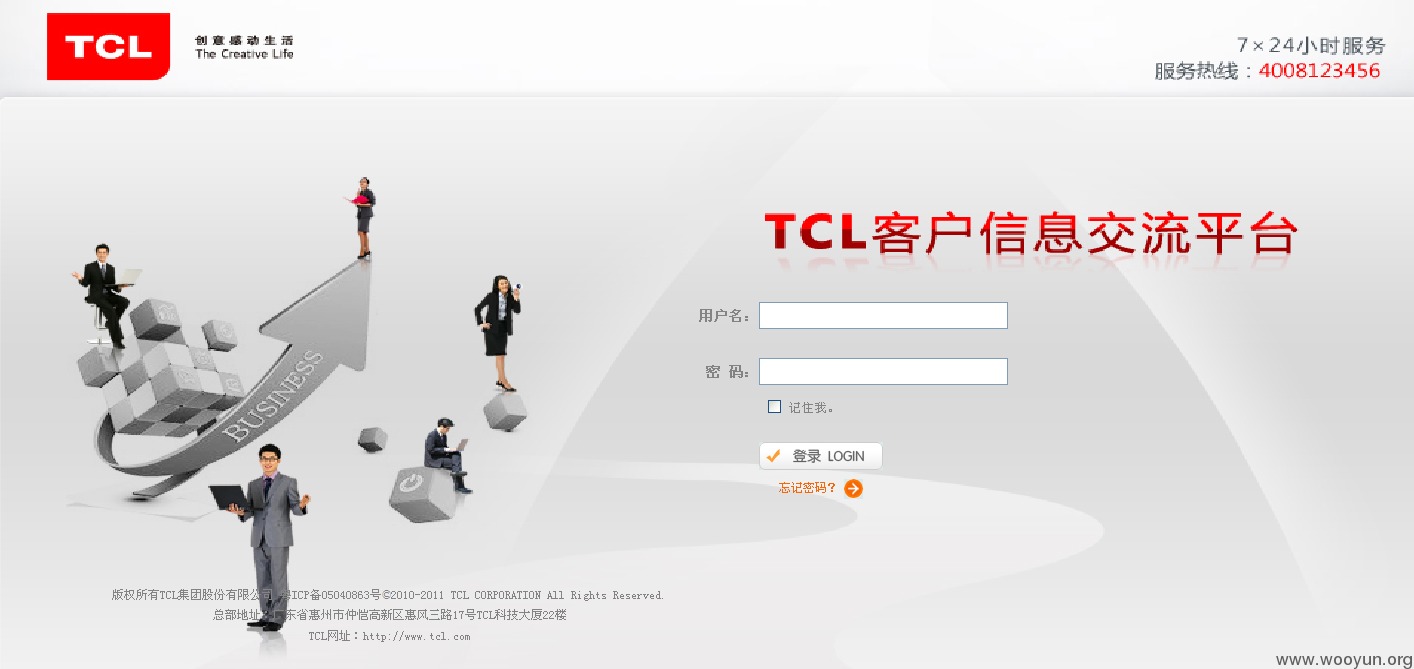 TCL
创意感动生活
The Creative Life
7×24小时服务
服务热线：4008123456
TCL客户信息交流平台
用户名：
密 码：
记住我。
登录 LOGIN
忘记密码？
BUSINESS
版权所有TCL集团股份有限公司 粤ICP备05040863号©2010-2011 TCL CORPORATION All Rights Reserved.
总部地址：广东省惠州市仲恺高新区惠风三路17号TCL科技大厦22楼
TCL网址：http://www.tcl.com
www.wooyun.org